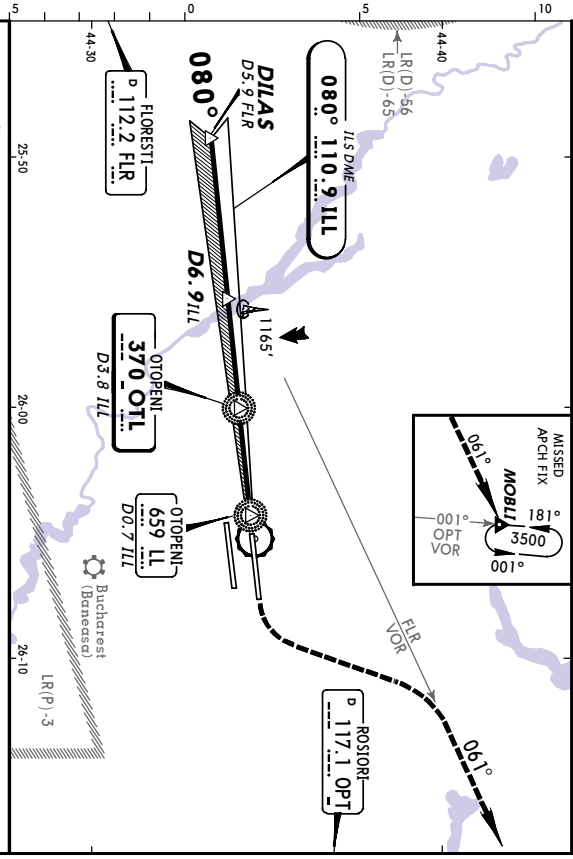 5
0
5
10
44-30
44-40
25-50
26-00
26-10
LR(D)-56
LR(D)-65
ILS DME
080° 110.9 ILL
DILAS
D5.9 FLR
080°
FLORESTI
D 112.2 FLR
D6.9 ILL
1165'
OTOPENI
370 OTL
D3.8 ILL
OTOPENI
659 LL
D0.7 ILL
MISSED
APCH FIX
061°
MOBLI
181°
3500
001°
001°
OPT
VOR
FLR
VOR
061°
ROSIORI
D 117.1 OPT
Bucharest
(Baneasa)
LR(P)-3